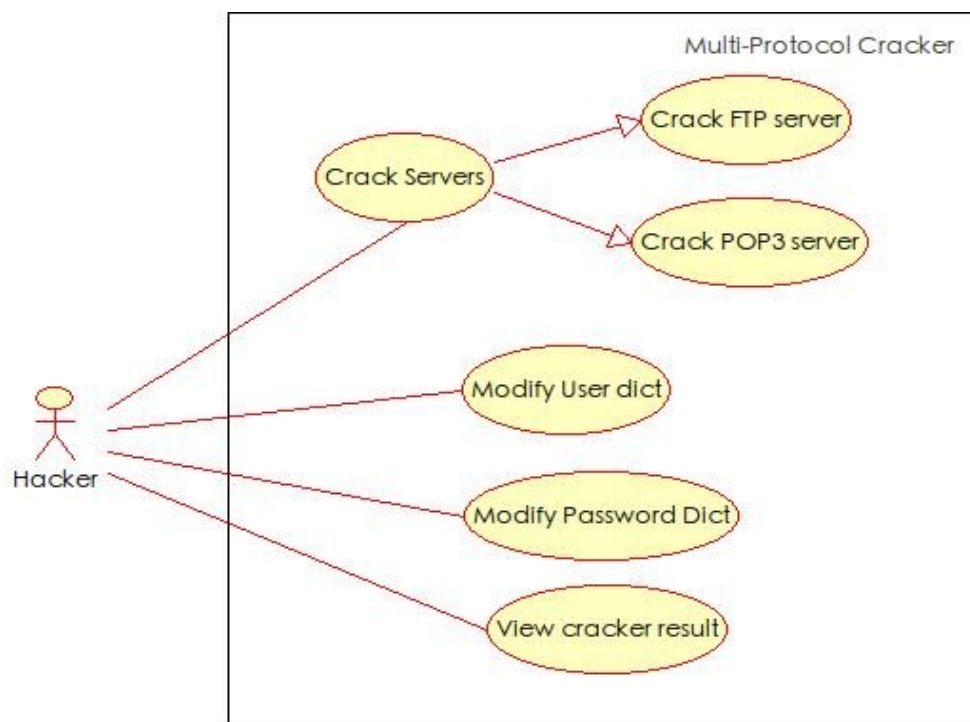 Multi-Protocol Cracker
Crack FTP server
Crack Servers
Crack POP3 server
Modify User dict
Hacker
Modify Password Dict
View cracker result